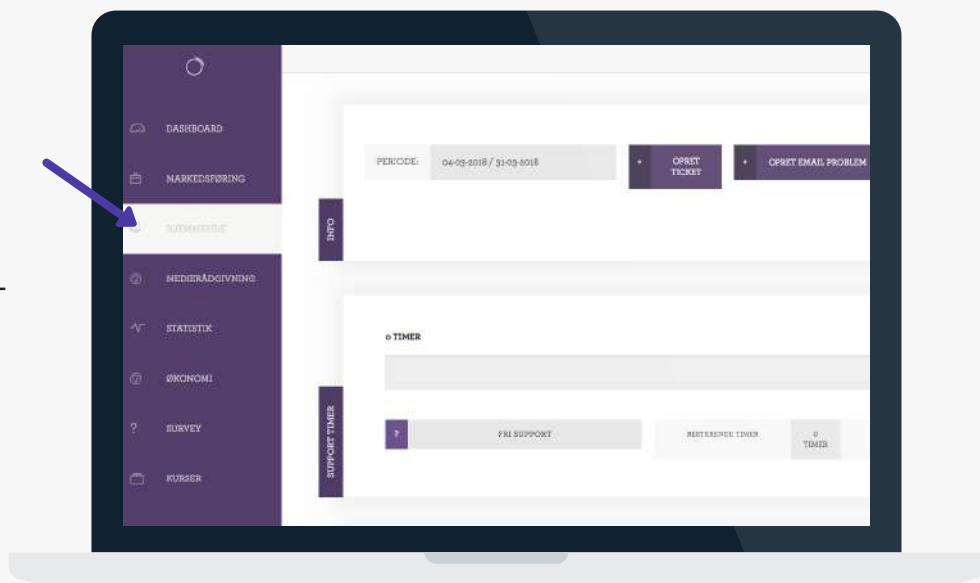 DASHBOARD
MARKEDSFØRING
HJEMMESIDE
MEDIERÅDGIVNING
STATISTIK
ØKONOMI
? SURVEY
KURSER
PERIODE: 04-03-2018 / 31-03-2018
+ OPRET
TICKET
+ OPRET EMAIL PROBLEM
INFO
0 TIMER
SUPPORT TIMER
? FRI SUPPORT
RESTERENDE TIMER
0
TIMER